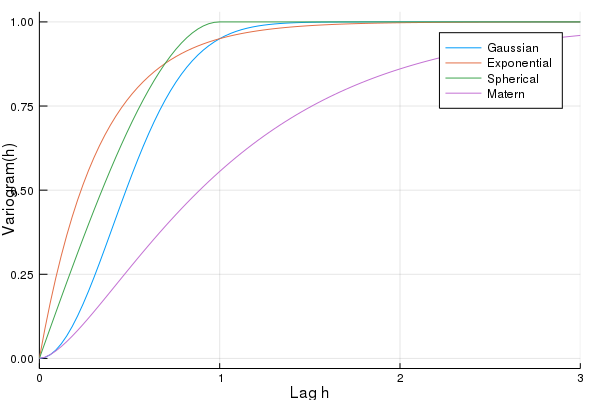 1.00
0.75
0.50
0.25
0.00
Variogram(h)
Gaussian
Exponential
Spherical
Matern
0 1 2 3
Lag h